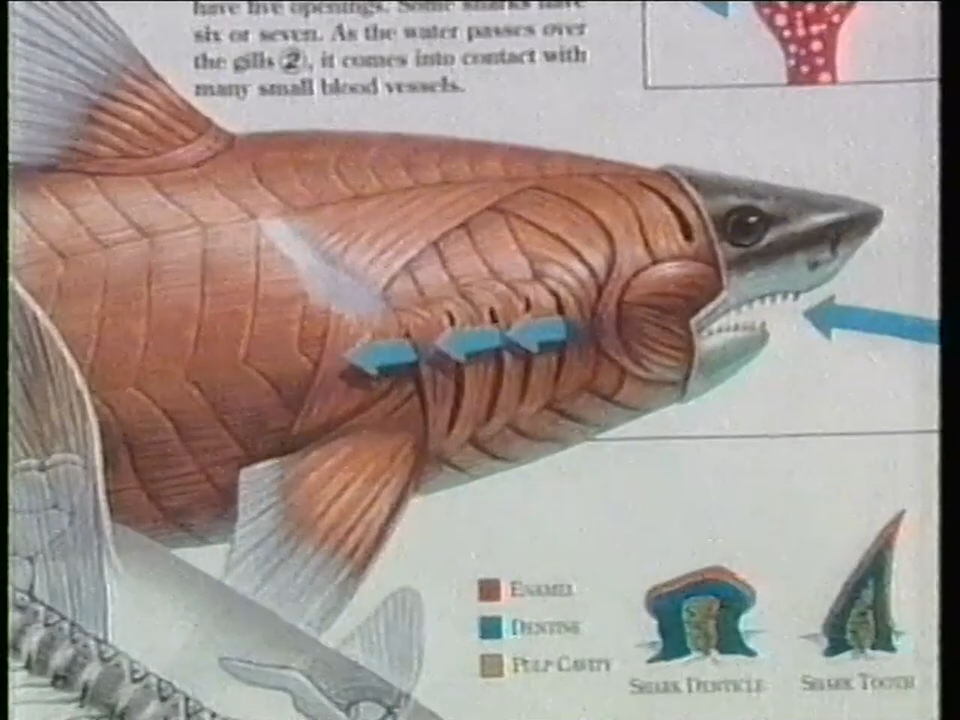 have five openings. Some sharks have
six or seven. As the water passes over
the gills 2, it comes into contact with
many small blood vessels.
ENAMEL
DENTINE
PULP CAVITY
SHARK DENTICLE
SHARK TOOTH